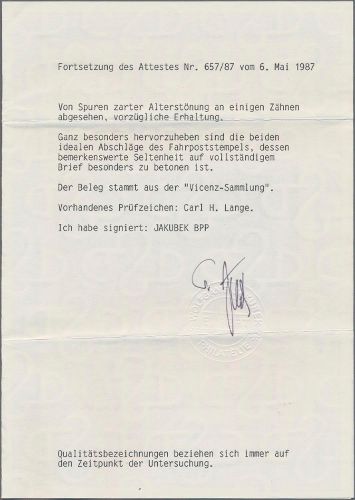 Fortsetzung des Attestes Nr. 657/87 vom 6. Mai 1987
Von Spuren zarter Alterstönung an einigen Zähnen
abgesehen, vorzügliche Erhaltung.
Ganz besonders hervorzuheben sind die beiden
idealen Abschläge des Fahrpoststempels, dessen
bemerkenswerte Seltenheit auf vollständigem
Brief besonders zu betonen ist.
Der Beleg stammt aus der "Vicenz-Sammlung".
Vorhandenes Prüfzeichen: Carl H. Lange.
Ich habe signiert: JAKUBEK BPP
PHILATELIE
Qualitätsbezeichnungen beziehen sich immer auf
den Zeitpunkt der Untersuchung.